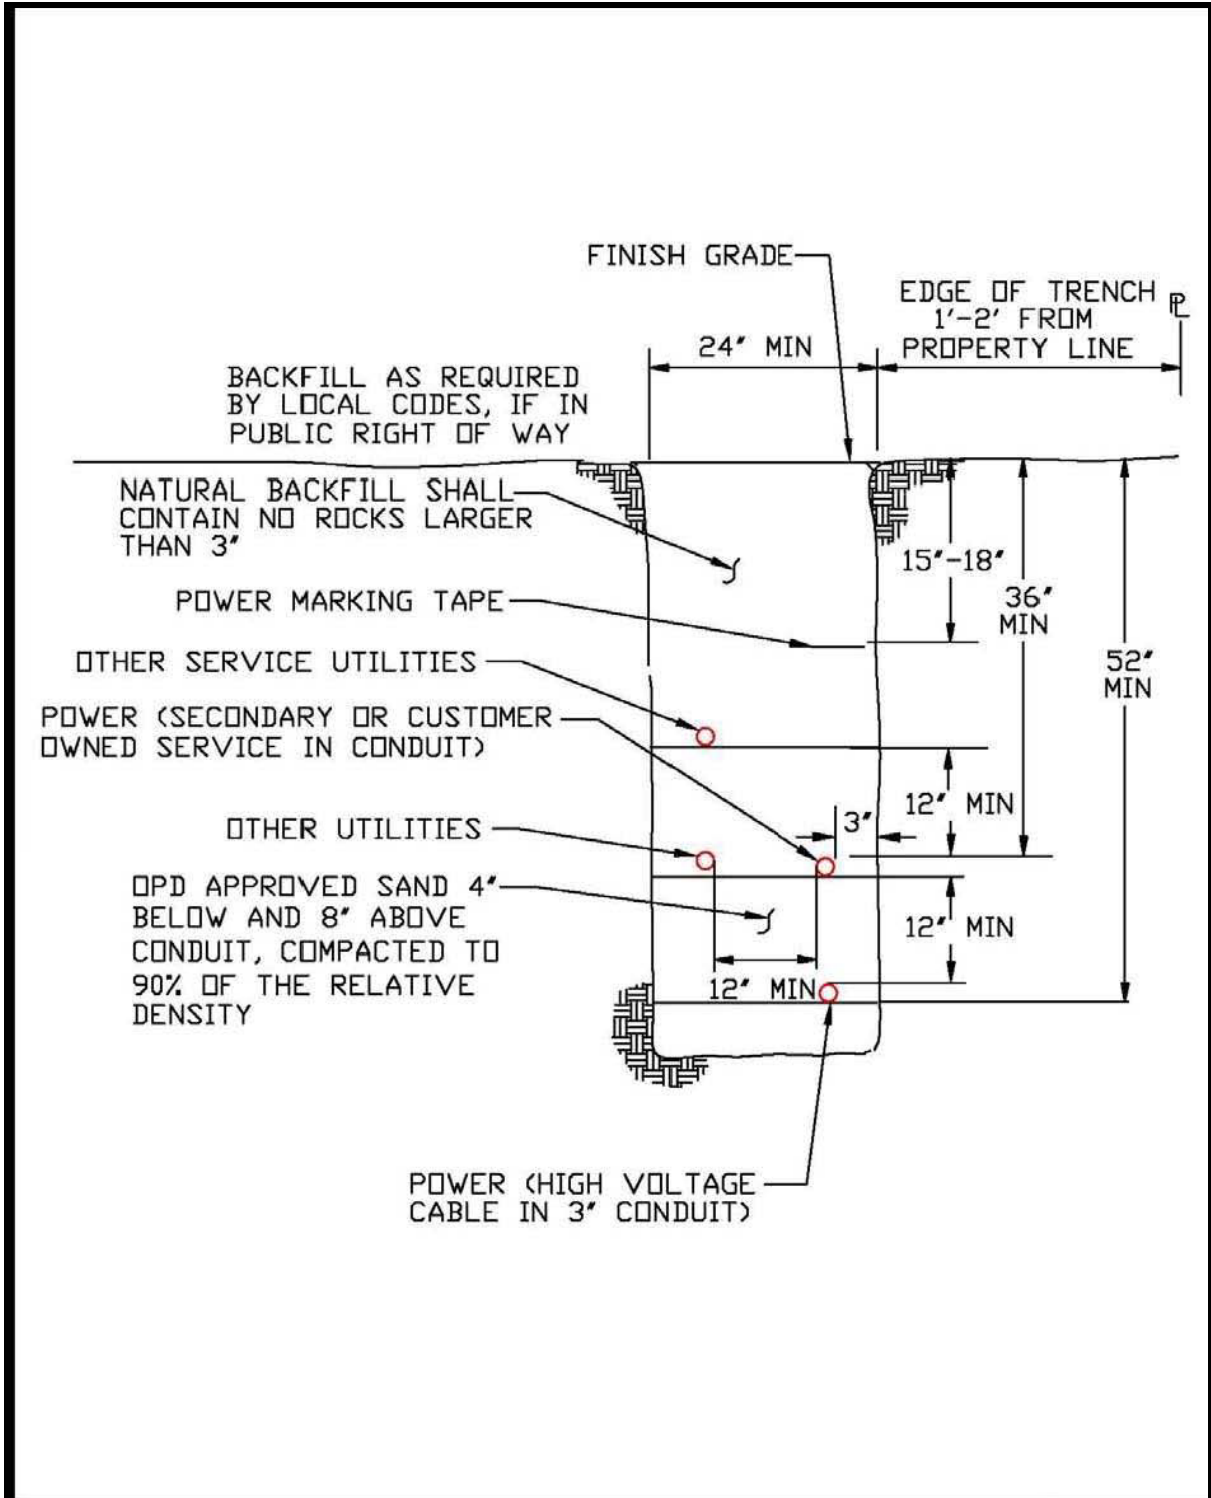 FINISH GRADE
EDGE OF TRENCH
1'-2' FROM
PROPERTY LINE
PL
24" MIN
BACKFILL AS REQUIRED
BY LOCAL CODES, IF IN
PUBLIC RIGHT OF WAY
NATURAL BACKFILL SHALL
CONTAIN NO ROCKS LARGER
THAN 3"
15"-18"
POWER MARKING TAPE
36"
MIN
OTHER SERVICE UTILITIES
52"
MIN
POWER (SECONDARY OR CUSTOMER
OWNED SERVICE IN CONDUIT)
12" MIN
3"
OTHER UTILITIES
OPD APPROVED SAND 4"
BELOW AND 8" ABOVE
CONDUIT, COMPACTED TO
90% OF THE RELATIVE
DENSITY
12" MIN
12" MIN
POWER (HIGH VOLTAGE
CABLE IN 3" CONDUIT)